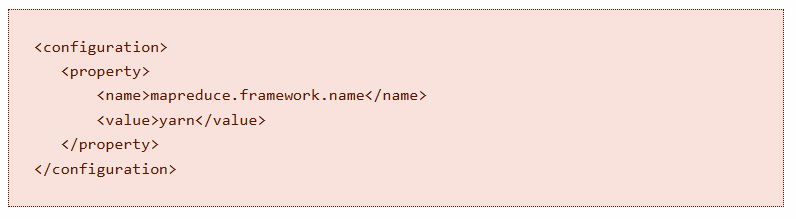 <configuration>
   <property>
       <name>mapreduce.framework.name</name>
       <value>yarn</value>
   </property>
</configuration>